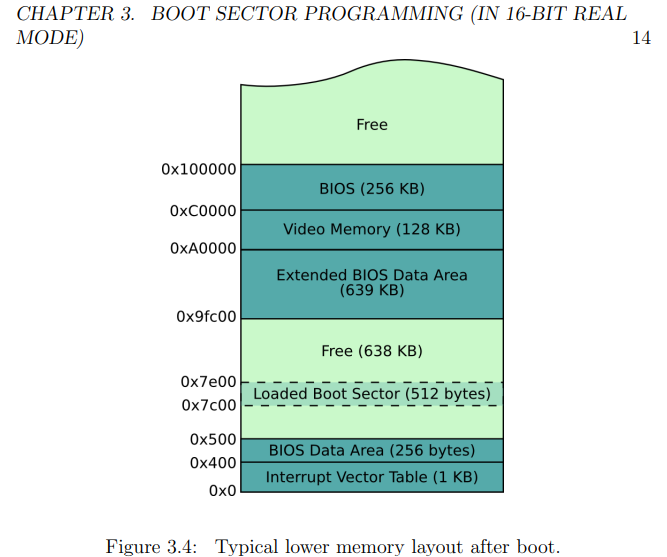 CHAPTER 3. BOOT SECTOR PROGRAMMING (IN 16-BIT REAL
MODE) 14
Free
0x100000
BIOS (256 KB)
0xC0000
Video Memory (128 KB)
0xA0000
Extended BIOS Data Area
(639 KB)
0x9fc00
Free (638 KB)
0x7e00
Loaded Boot Sector (512 bytes)
0x7c00
0x500
BIOS Data Area (256 bytes)
0x400
Interrupt Vector Table (1 KB)
0x0
Figure 3.4: Typical lower memory layout after boot.